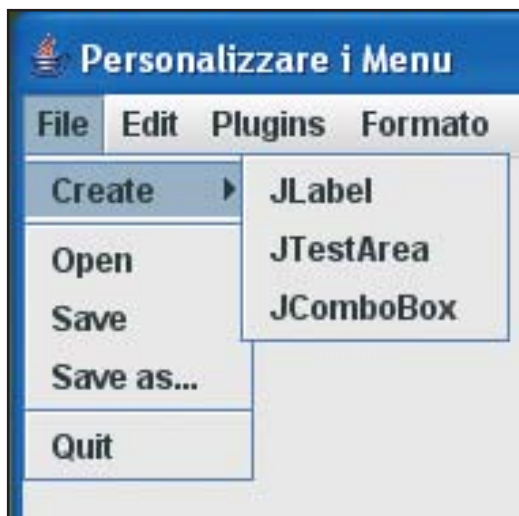 Personalizzare i Menu
File Edit Plugins Formato
Create
JLabel
JTestArea
JComboBox
Open
Save
Save as...
Quit